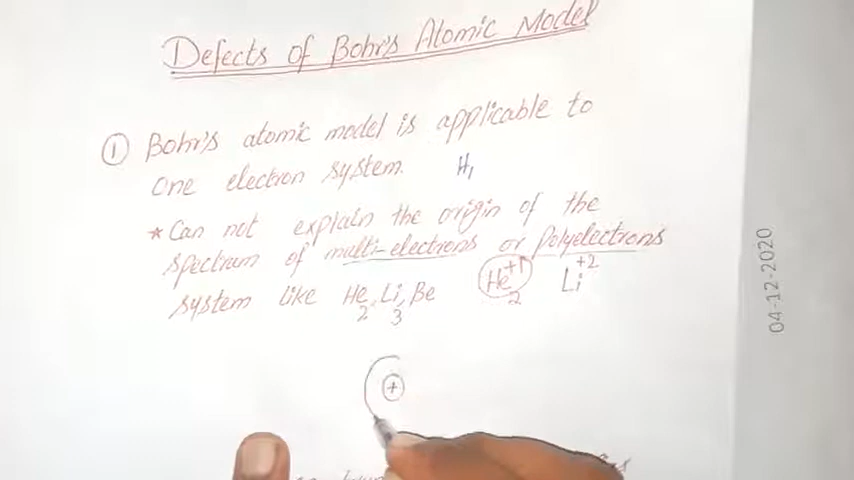 Defects of Bohr's Atomic Model
① Bohr's atomic model is applicable to
one electron system. H₁
* Can not explain the origin of the
spectrum of multi-electrons or polyelectrons
system like He₂, Li₃, Be He₂⁺¹ Li⁺²
+
04-12-2020